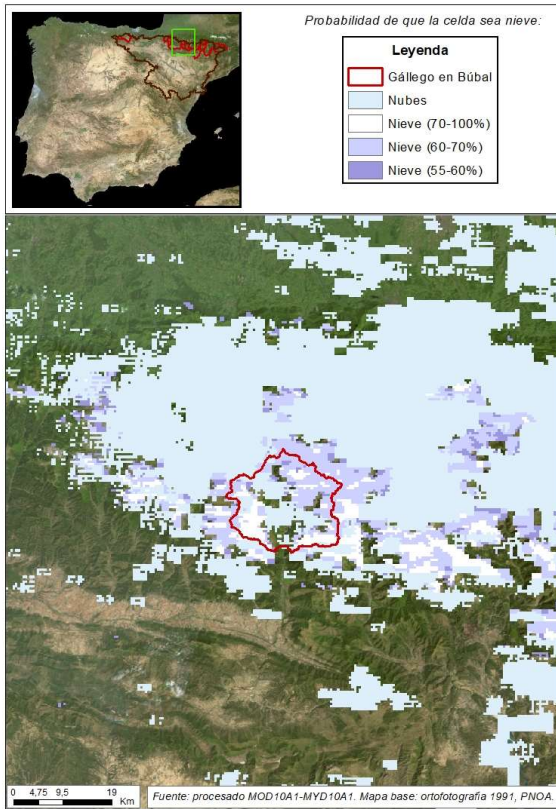 Probabilidad de que la celda sea nieve:
Leyenda
Gállego en Búbal
Nubes
Nieve (70-100%)
Nieve (60-70%)
Nieve (55-60%)
0 4,75 9,5 19
Km
Fuente: procesado MOD10A1-MYD10A1. Mapa base: ortofotografía 1991, PNOA